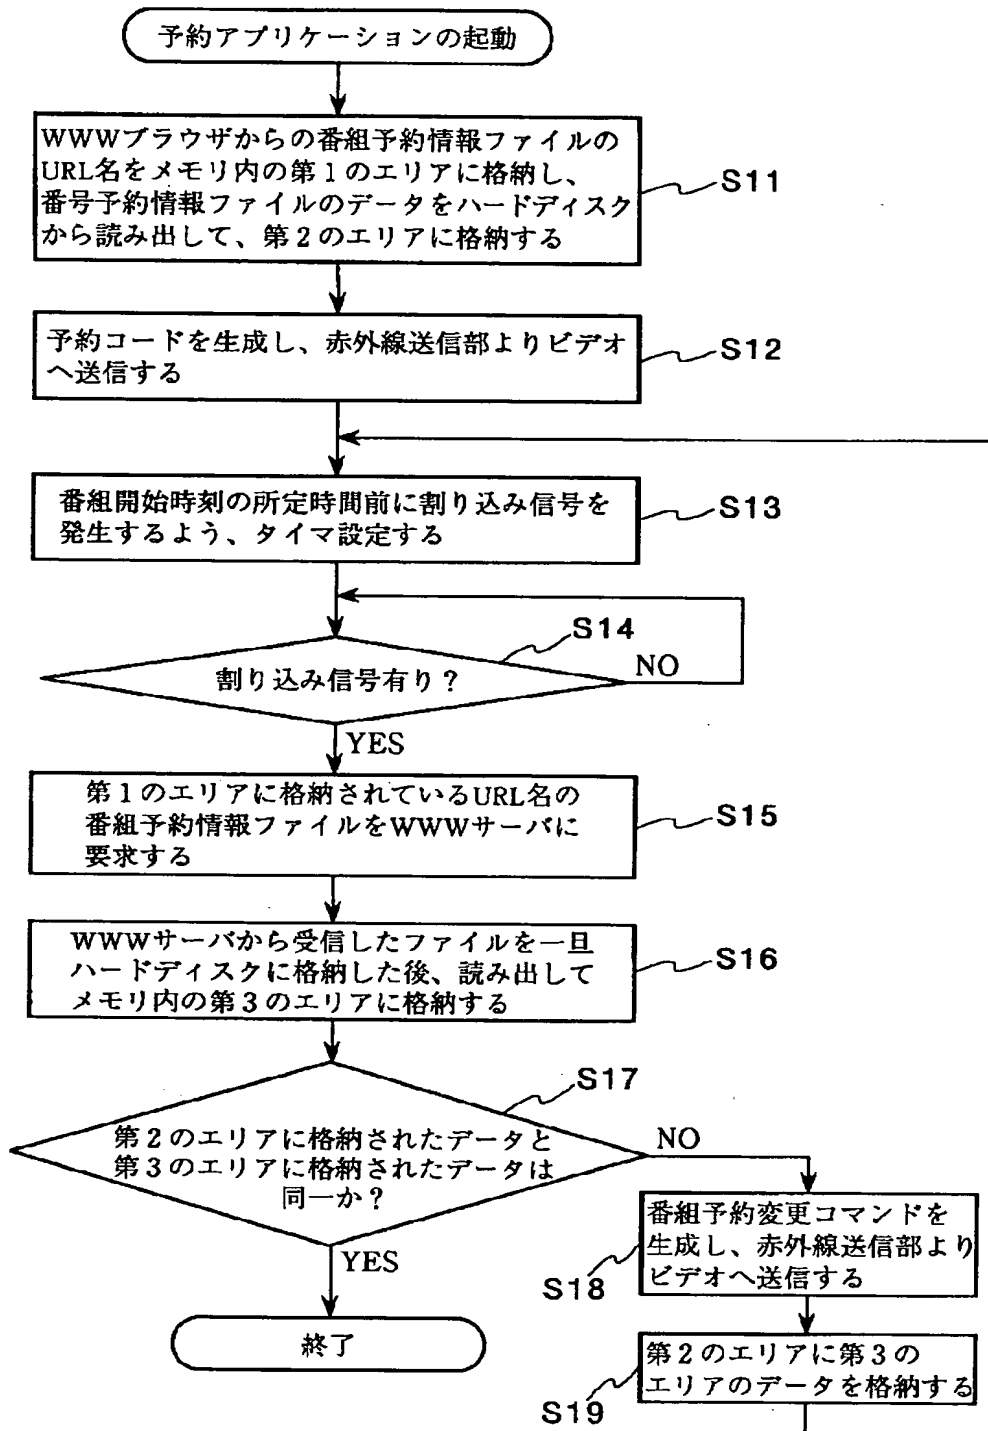 予約アプリケーションの起動
WWWブラウザからの番組予約情報ファイルの
URL名をメモリ内の第1のエリアに格納し、
番号予約情報ファイルのデータをハードディスク
から読み出して、第2のエリアに格納する
S11
予約コードを生成し、赤外線送信部よりビデオ
へ送信する
S12
番組開始時刻の所定時間前に割り込み信号を
発生するよう、タイマ設定する
S13
S14
割り込み信号有り?
NO
YES
第1のエリアに格納されているURL名の
番組予約情報ファイルをWWWサーバに
要求する
S15
WWWサーバから受信したファイルを一旦
ハードディスクに格納した後、読み出して
メモリ内の第3のエリアに格納する
S16
S17
第2のエリアに格納されたデータと
第3のエリアに格納されたデータは
同一か?
NO
YES
番組予約変更コマンドを
生成し、赤外線送信部より
ビデオへ送信する
S18
終了
第2のエリアに第3の
エリアのデータを格納する
S19